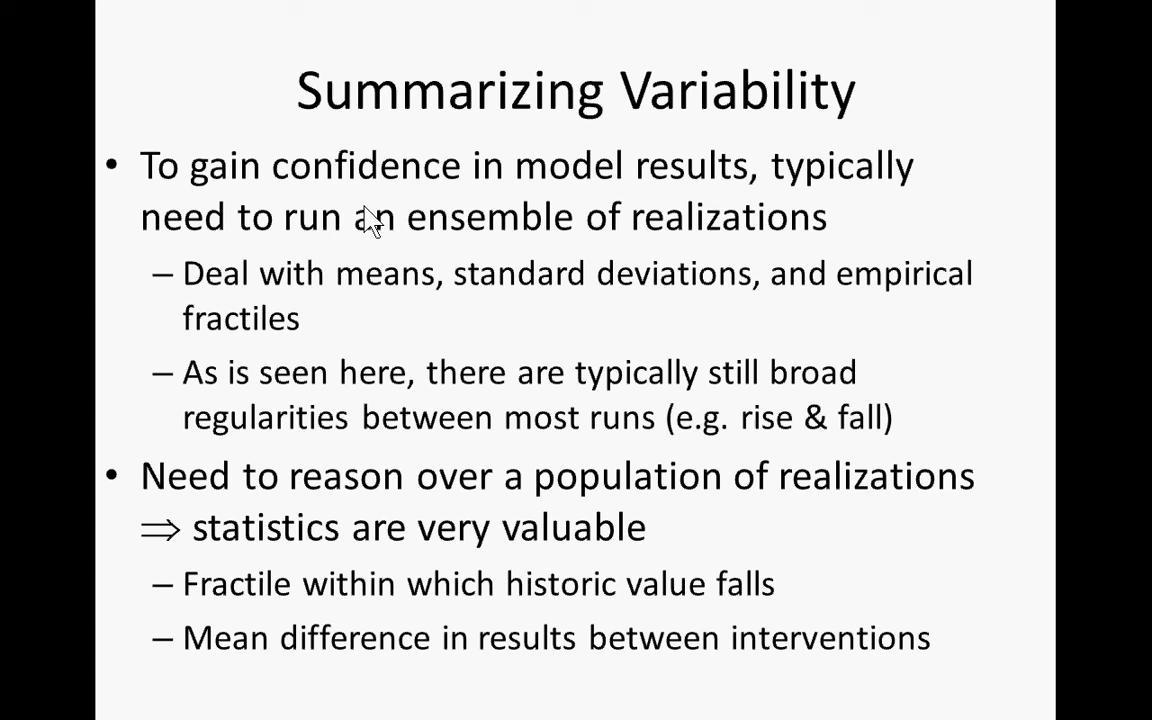 Summarizing Variability
• To gain confidence in model results, typically
need to run an ensemble of realizations
– Deal with means, standard deviations, and empirical
fractiles
– As is seen here, there are typically still broad
regularities between most runs (e.g. rise & fall)
• Need to reason over a population of realizations
⇒ statistics are very valuable
– Fractile within which historic value falls
– Mean difference in results between interventions